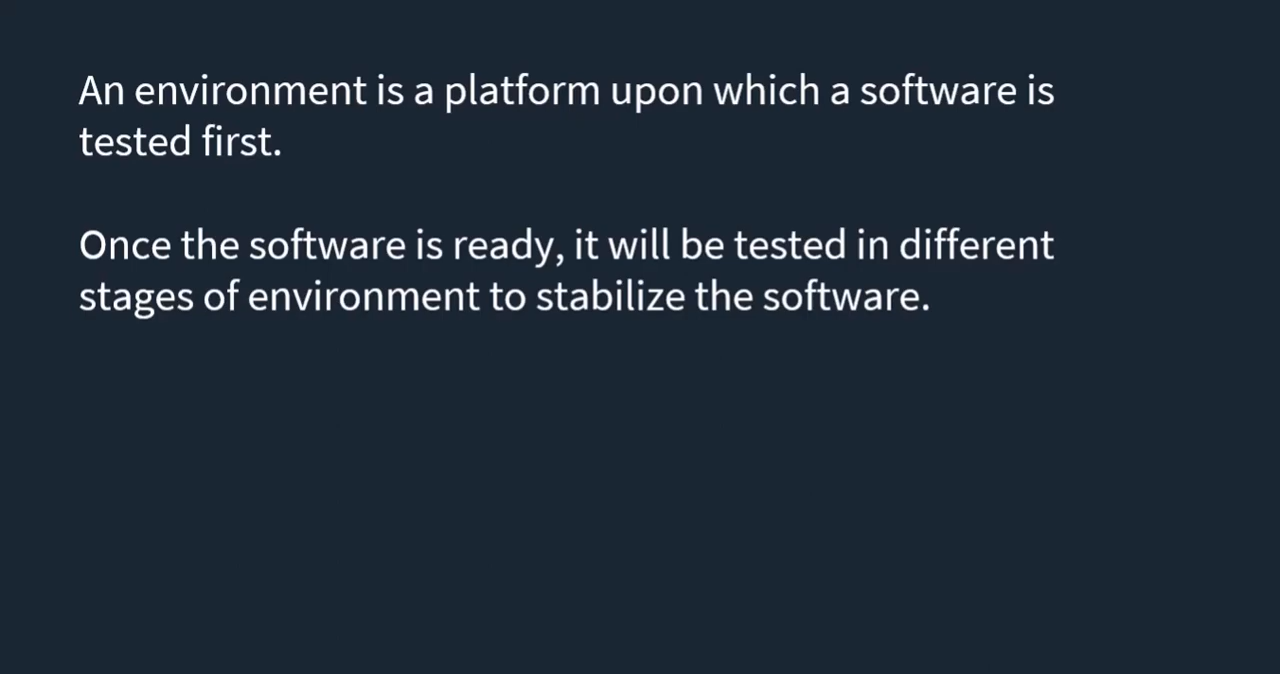 An environment is a platform upon which a software is
tested first.
Once the software is ready, it will be tested in different
stages of environment to stabilize the software.